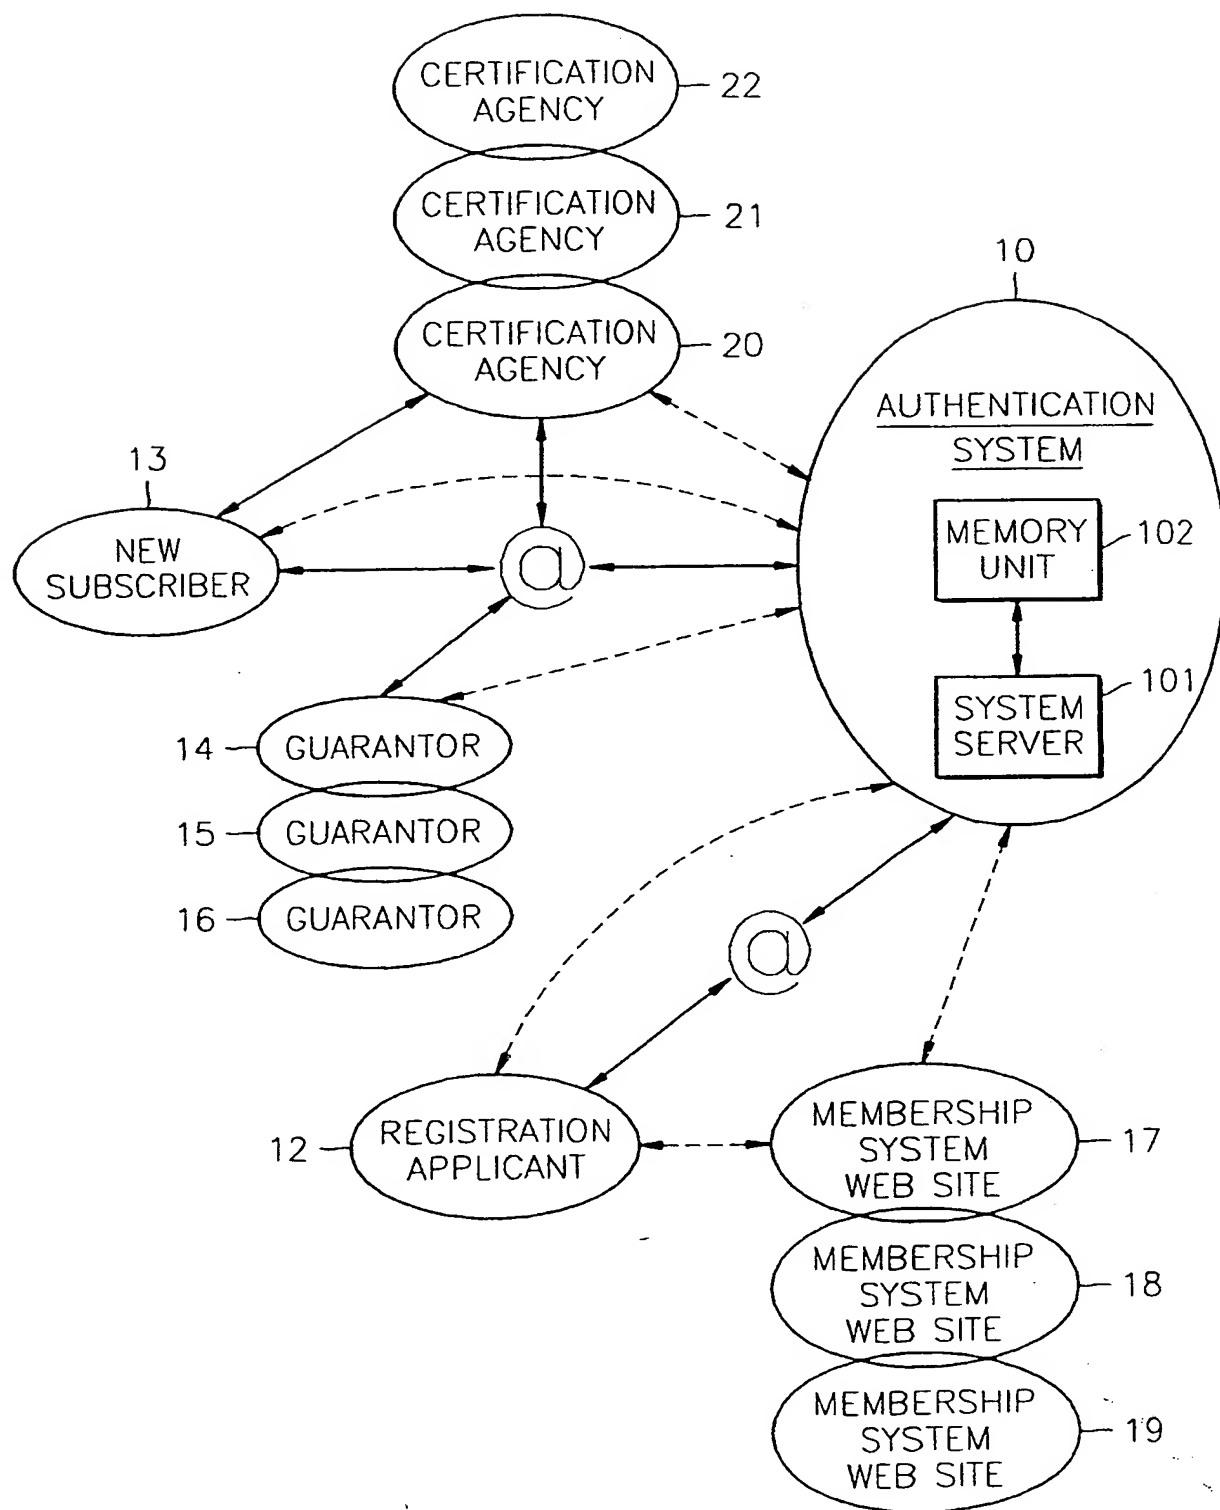 CERTIFICATION
AGENCY
22
CERTIFICATION
AGENCY
21
CERTIFICATION
AGENCY
20
10
AUTHENTICATION
SYSTEM
MEMORY
UNIT
102
SYSTEM
SERVER
101
13
NEW
SUBSCRIBER
@
14
GUARANTOR
15
GUARANTOR
16
GUARANTOR
@
12
REGISTRATION
APPLICANT
MEMBERSHIP
SYSTEM
WEB SITE
17
MEMBERSHIP
SYSTEM
WEB SITE
18
MEMBERSHIP
SYSTEM
WEB SITE
19